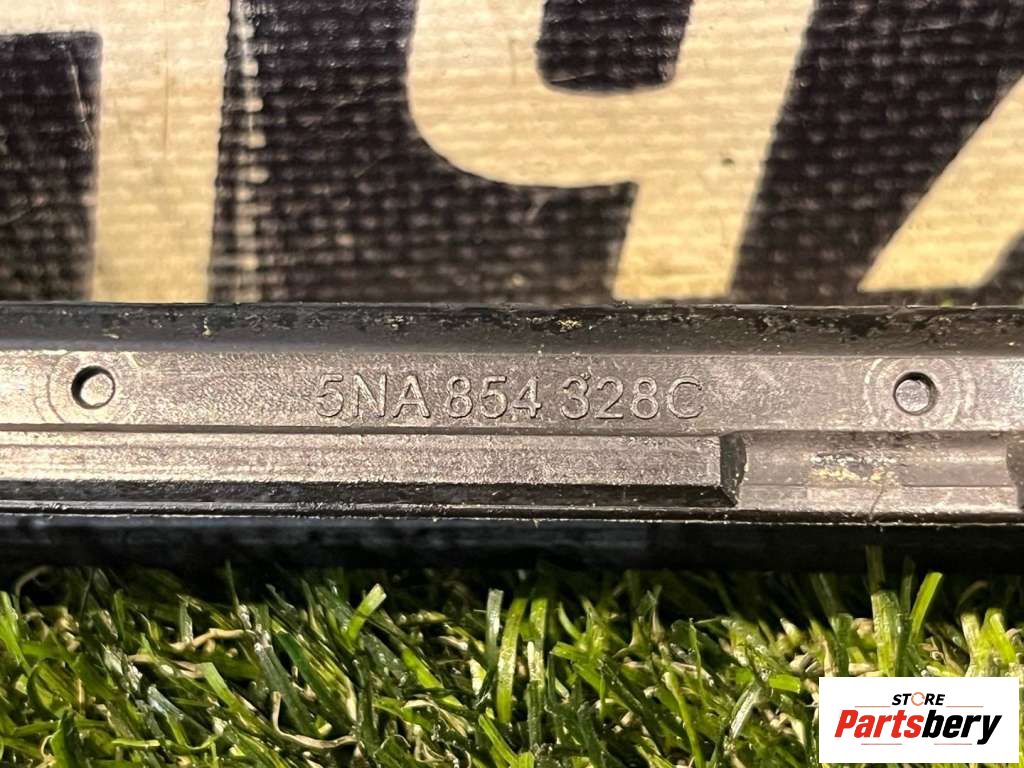 5NA 854 328C
STORE
Partsbery